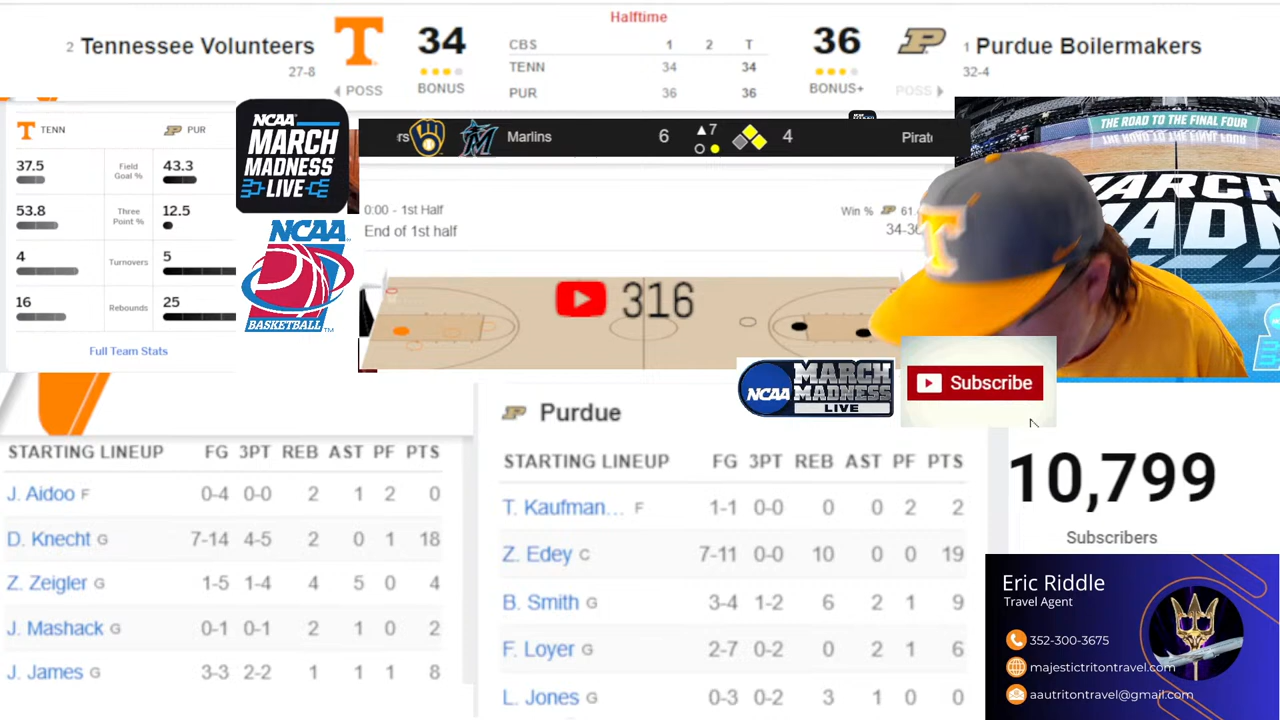 Halftime
2 Tennessee Volunteers
27-8
T
34
BONUS
◀ POSS
CBS 1 2 T
TENN 34 34
PUR 36 36
36
BONUS+
POSS ▶
P
1 Purdue Boilermakers
32-4
T TENN P PUR
37.5 Field Goal % 43.3
53.8 Three Point % 12.5
4 Turnovers 5
16 Rebounds 25
Full Team Stats
NCAA
MARCH
MADNESS
LIVE
NCAA
BASKETBALL™
rs Marlins 6 ▲7 4 Pirat
0:00 - 1st Half
End of 1st half
Win % P 61.
34-36
316
THE ROAD TO THE FINAL FOUR
ARCH
MAD
T
NCAA MARCH MADNESS LIVE
Subscribe
STARTING LINEUP FG 3PT REB AST PF PTS
J. Aidoo F 0-4 0-0 2 1 2 0
D. Knecht G 7-14 4-5 2 0 1 18
Z. Zeigler G 1-5 1-4 4 5 0 4
J. Mashack G 0-1 0-1 2 1 0 2
J. James G 3-3 2-2 1 1 1 8
P Purdue
STARTING LINEUP FG 3PT REB AST PF PTS
T. Kaufman... F 1-1 0-0 0 0 2 2
Z. Edey C 7-11 0-0 10 0 0 19
B. Smith G 3-4 1-2 6 2 1 9
F. Loyer G 2-7 0-2 0 2 1 6
L. Jones G 0-3 0-2 3 1 0 0
10,799
Subscribers
Eric Riddle
Travel Agent
352-300-3675
majestictritontravel.com
aautritontravel@gmail.com